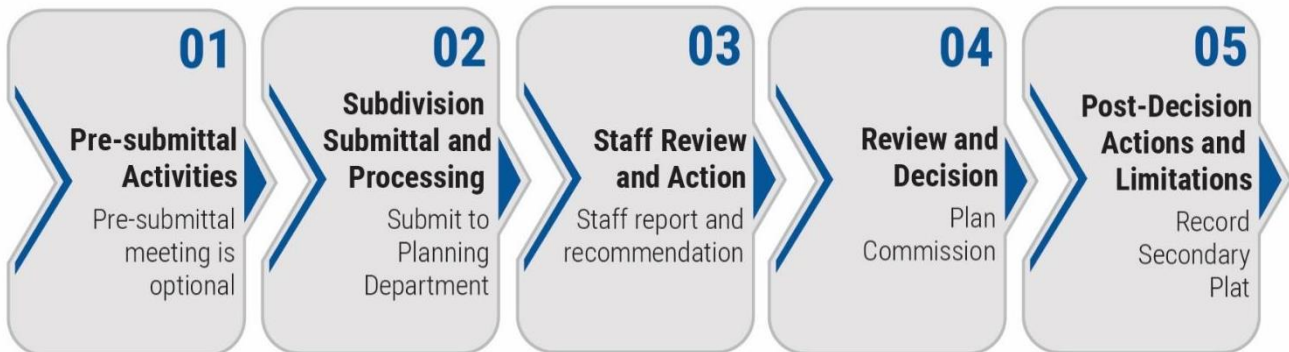 01
Pre-submittal
Activities
Pre-submittal
meeting is
optional
02
Subdivision
Submittal and
Processing
Submit to
Planning
Department
03
Staff Review
and Action
Staff report and
recommendation
04
Review and
Decision
Plan
Commission
05
Post-Decision
Actions and
Limitations
Record
Secondary
Plat